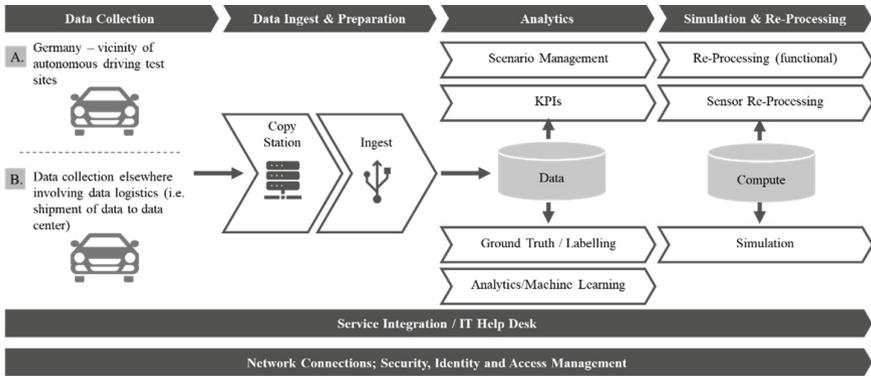 Data Collection
Data Ingest & Preparation
Analytics
Simulation & Re-Processing
A.
Germany – vicinity of
autonomous driving test
sites
B.
Data collection elsewhere
involving data logistics (i.e.
shipment of data to data
center)
Copy
Station
Ingest
Scenario Management
KPIs
Data
Ground Truth / Labelling
Analytics/Machine Learning
Re-Processing (functional)
Sensor Re-Processing
Compute
Simulation
Service Integration / IT Help Desk
Network Connections; Security, Identity and Access Management